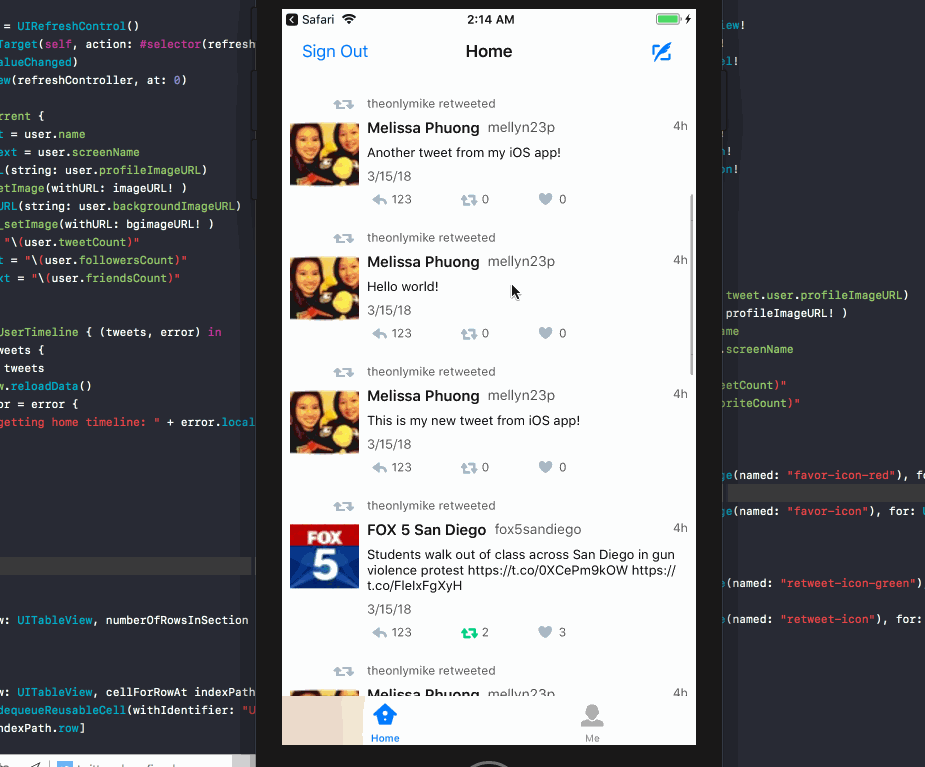 = UIRefreshControl()
Target(self, action: #selector(refresh
alueChanged)
ew(refreshController, at: 0)
rrent {
t = user.name
ext = user.screenName
L(string: user.profileImageURL)
etImage(withURL: imageURL! )
URL(string: user.backgroundImageURL)
_setImage(withURL: bgimageURL! )
"\(user.tweetCount)"
t = "\(user.followersCount)"
xt = "\(user.friendsCount)"
UserTimeline { (tweets, error) in
weets {
tweets
w.reloadData()
or = error {
getting home timeline: " + error.local
w: UITableView, numberOfRowsInSection
w: UITableView, cellForRowAt indexPath
dequeueReusableCell(withIdentifier: "U
ndexPath.row]
Safari
2:14 AM
Sign Out
Home
theonlymike retweeted
Melissa Phuong mellyn23p 4h
Another tweet from my iOS app!
3/15/18
123 0 0
theonlymike retweeted
Melissa Phuong mellyn23p 4h
Hello world!
3/15/18
123 0 0
theonlymike retweeted
Melissa Phuong mellyn23p 4h
This is my new tweet from iOS app!
3/15/18
123 0 0
theonlymike retweeted
FOX 5
FOX 5 San Diego fox5sandiego 4h
Students walk out of class across San Diego in gun
violence protest https://t.co/0XCePm9kOW https://
t.co/FleIxFgXyH
3/15/18
123 2 3
theonlymike retweeted
Melissa Phuong mellyn23p 4h
Home
Me
iew!
!
el!
!
n!
on!
tweet.user.profileImageURL)
profileImageURL! )
ame
.screenName
eetCount)"
oriteCount)"
ge(named: "favor-icon-red"), fo
ge(named: "favor-icon"), for: U
e(named: "retweet-icon-green")
e(named: "retweet-icon"), for: